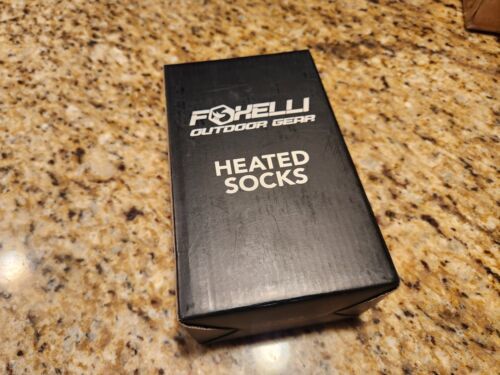 FOXELLI
OUTDOOR GEAR
HEATED
SOCKS